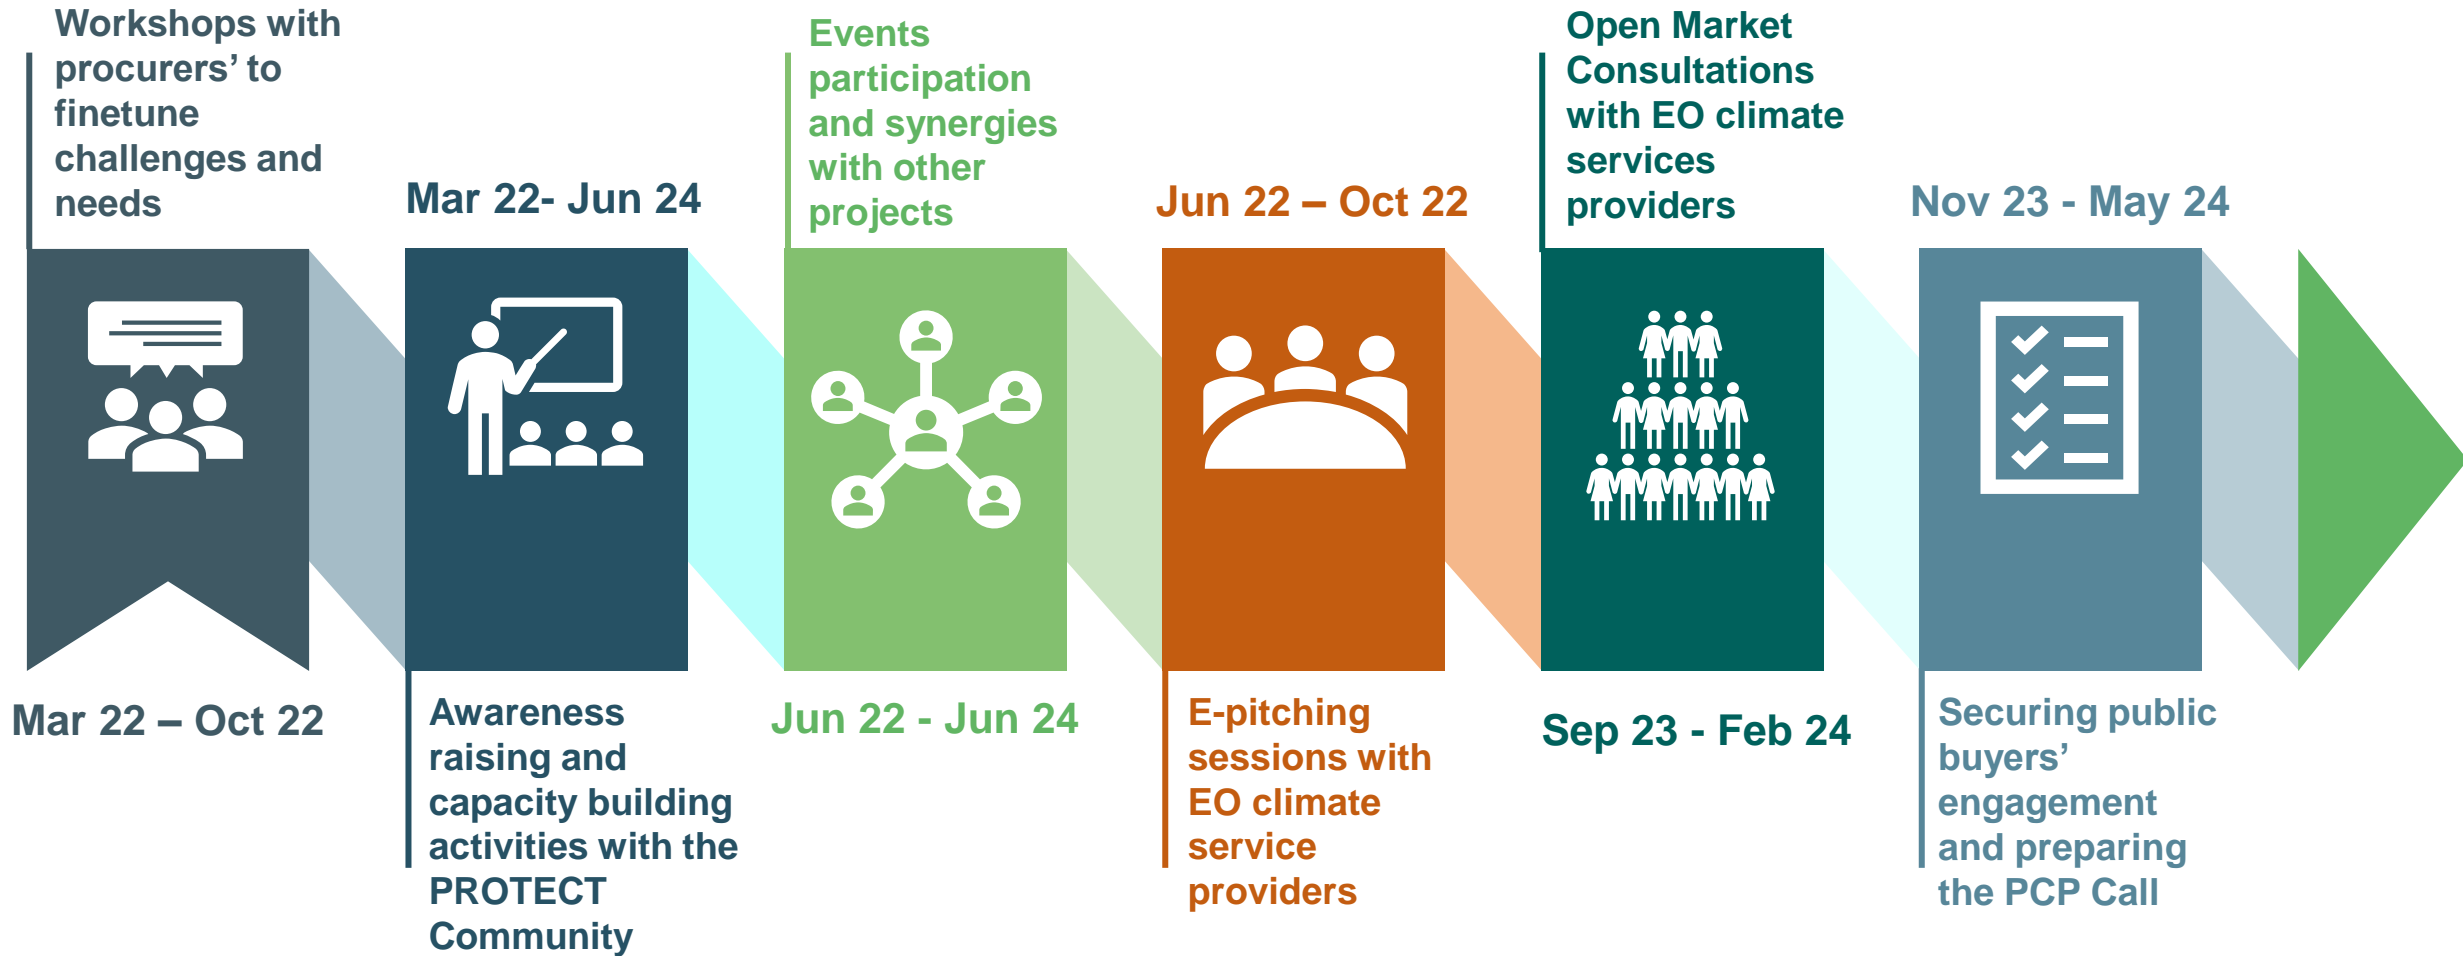 Workshops with
procurers’ to
finetune
challenges and
needs
Mar 22 – Oct 22
Mar 22- Jun 24
Awareness
raising and
capacity building
activities with the
PROTECT
Community
Events
participation
and synergies
with other
projects
Jun 22 - Jun 24
Jun 22 – Oct 22
E-pitching
sessions with
EO climate
service
providers
Open Market
Consultations
with EO climate
services
providers
Sep 23 - Feb 24
Nov 23 - May 24
Securing public
buyers’
engagement
and preparing
the PCP Call